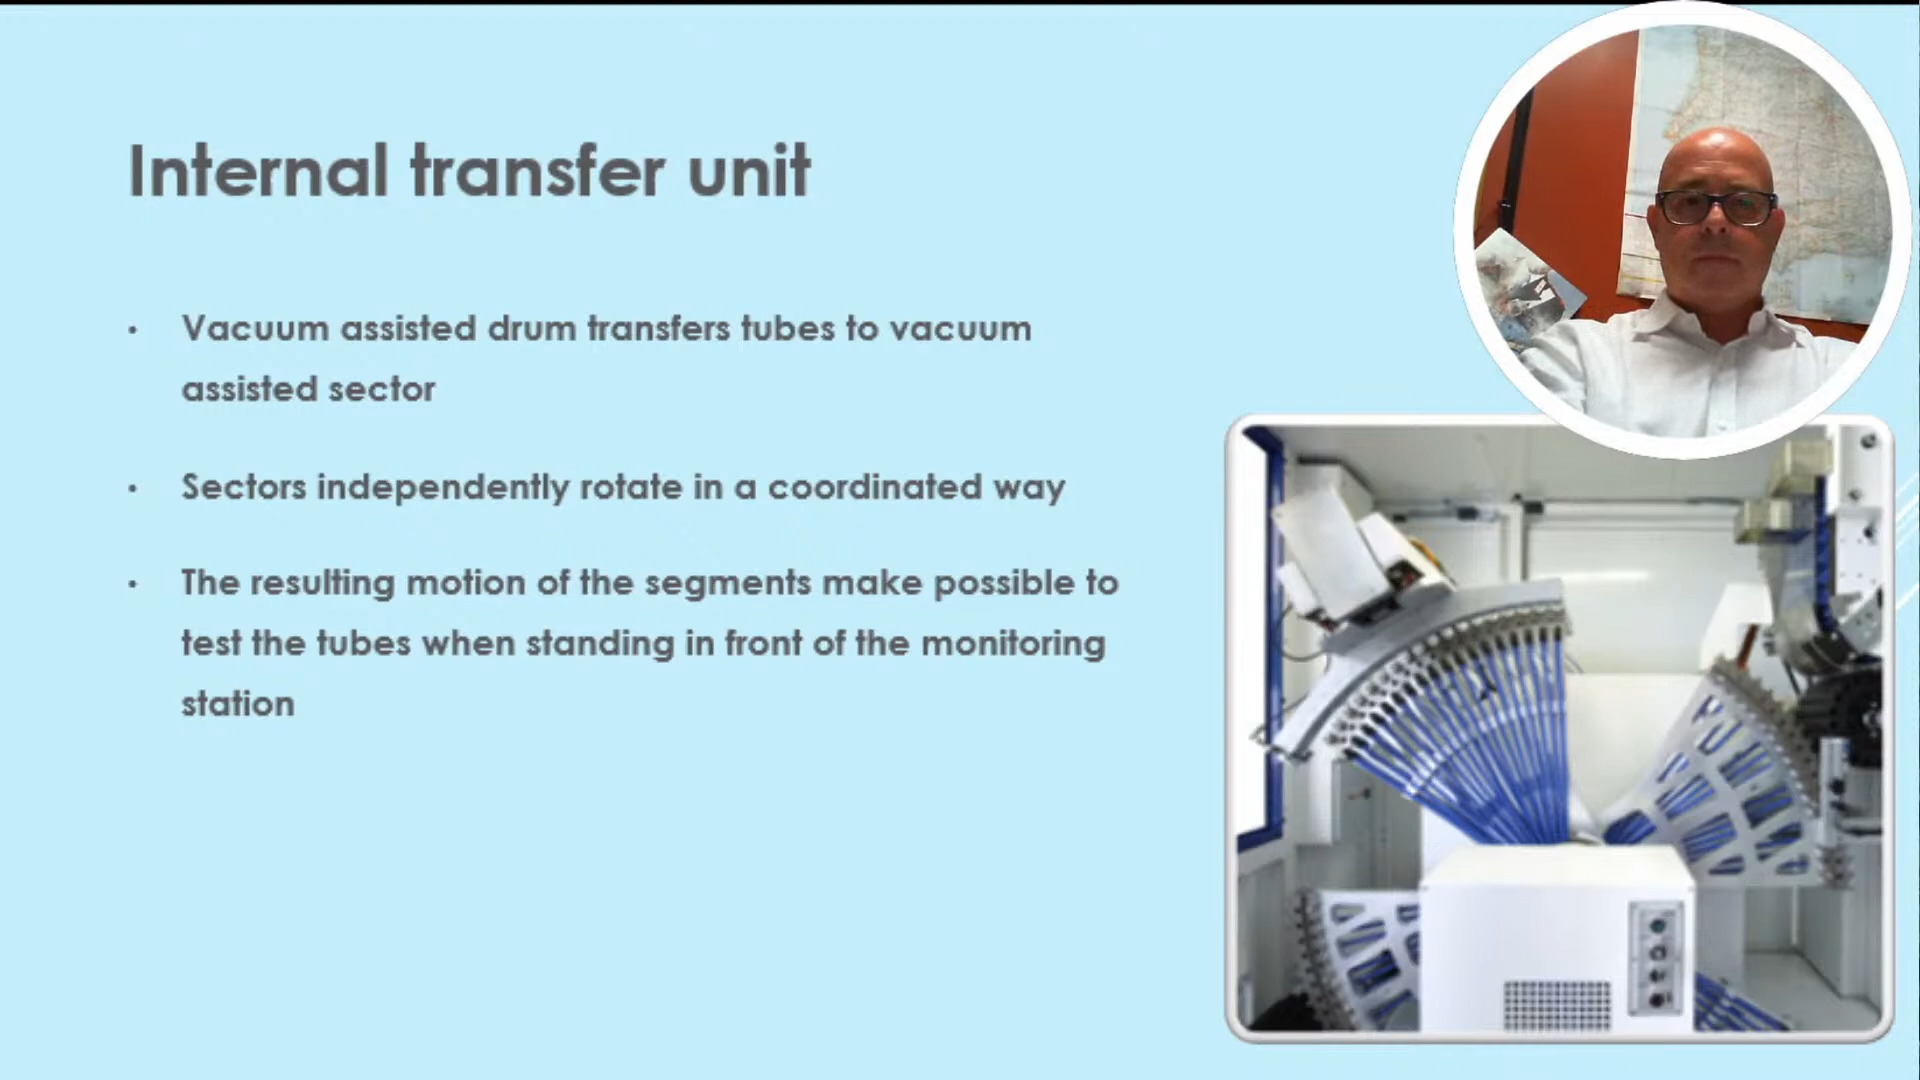 Internal transfer unit
• Vacuum assisted drum transfers tubes to vacuum
assisted sector
• Sectors independently rotate in a coordinated way
• The resulting motion of the segments make possible to
test the tubes when standing in front of the monitoring
station